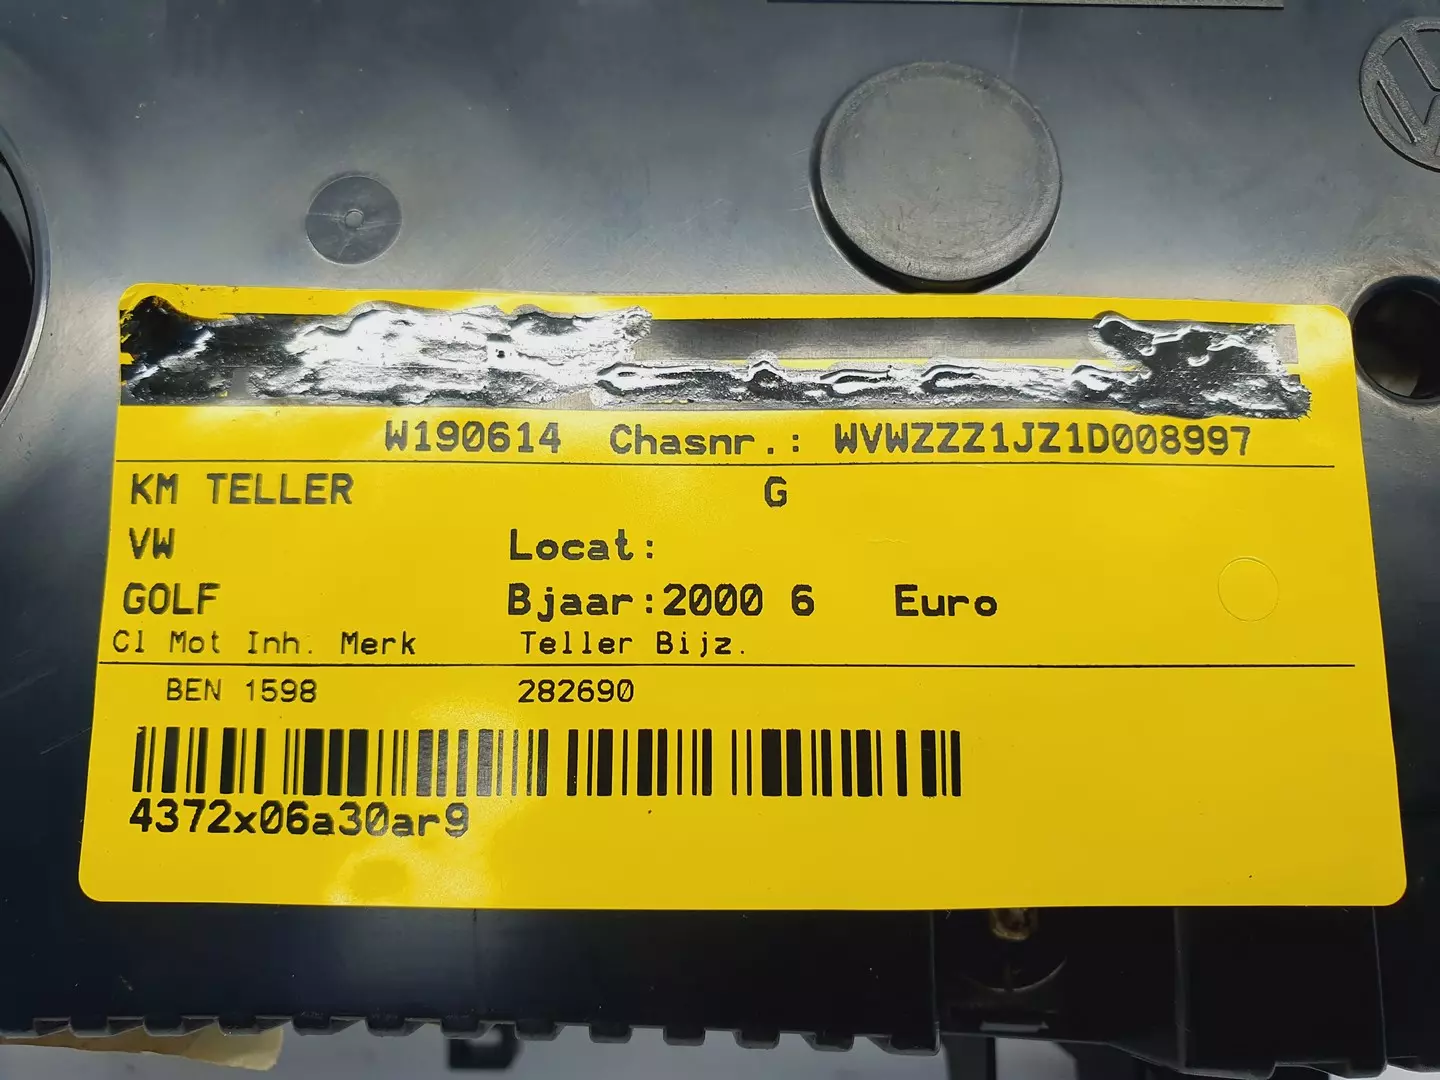 W190614 Chasnr.: WVWZZZ1JZ1D008997
KM TELLER G
VW Locat:
GOLF Bjaar:2000 6 Euro
Cl Mot Inh. Merk Teller Bijz.
BEN 1598 282690
4372x06a30ar9